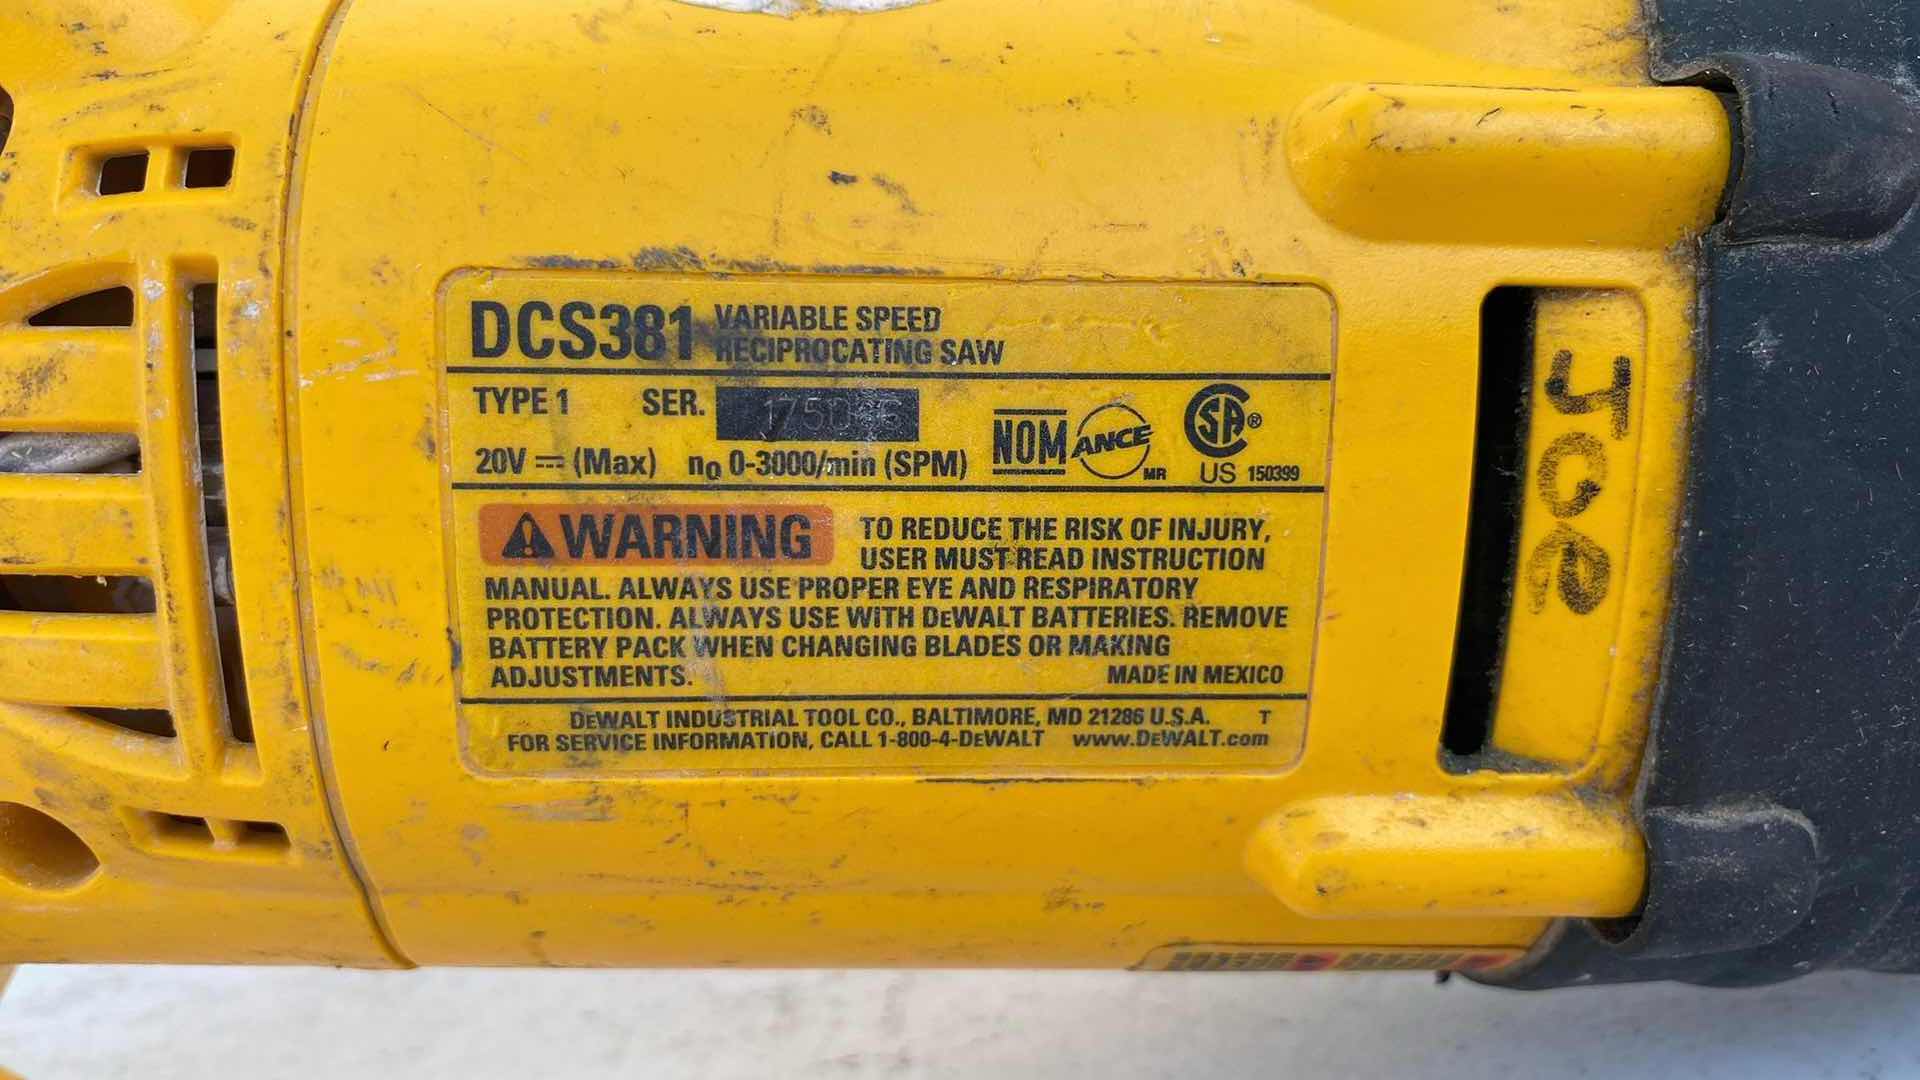 DCS381 VARIABLE SPEED
RECIPROCATING SAW
TYPE 1 SER.
20V ⎓ (Max) n₀ 0-3000/min (SPM)
NOM ANCE MR
SA® US 150399
⚠ WARNING TO REDUCE THE RISK OF INJURY,
USER MUST READ INSTRUCTION
MANUAL. ALWAYS USE PROPER EYE AND RESPIRATORY
PROTECTION. ALWAYS USE WITH DeWALT BATTERIES. REMOVE
BATTERY PACK WHEN CHANGING BLADES OR MAKING
ADJUSTMENTS. MADE IN MEXICO
DeWALT INDUSTRIAL TOOL CO., BALTIMORE, MD 21286 U.S.A. T
FOR SERVICE INFORMATION, CALL 1-800-4-DeWALT www.DeWALT.com